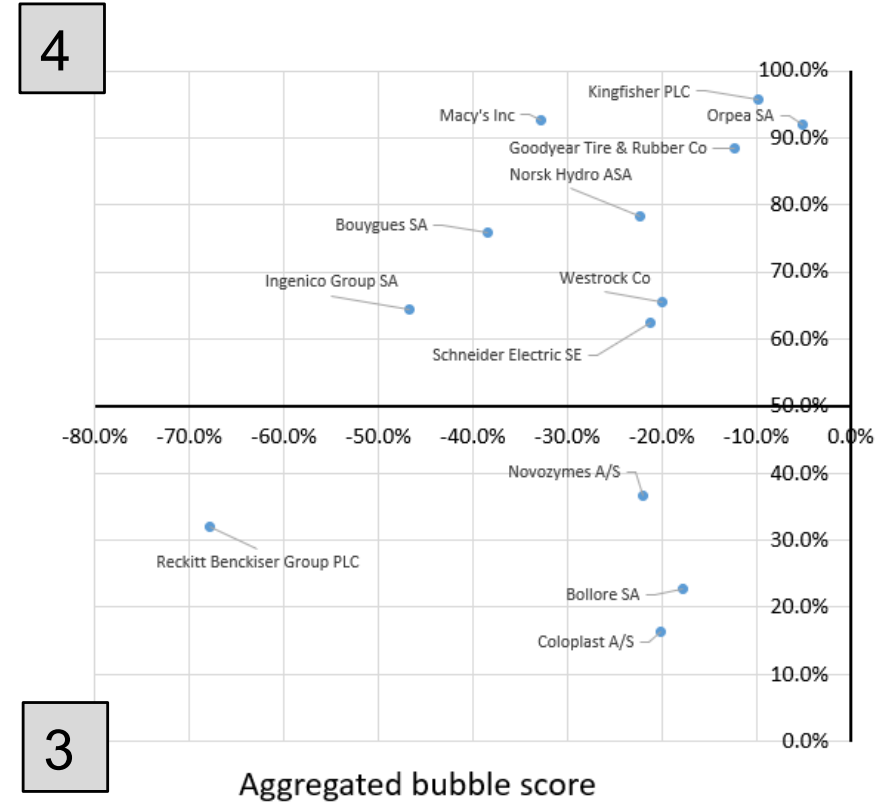 4
100.0%
Kingfisher PLC
Macy's Inc
Orpea SA
90.0%
Goodyear Tire & Rubber Co
Norsk Hydro ASA
80.0%
Bouygues SA
70.0%
Westrock Co
Ingenico Group SA
60.0%
Schneider Electric SE
50.0%
-80.0% -70.0% -60.0% -50.0% -40.0% -30.0% -20.0% -10.0% 0.0%
Novozymes A/S
40.0%
30.0%
Reckitt Benckiser Group PLC
Bollore SA
20.0%
Coloplast A/S
10.0%
3
0.0%
Aggregated bubble score